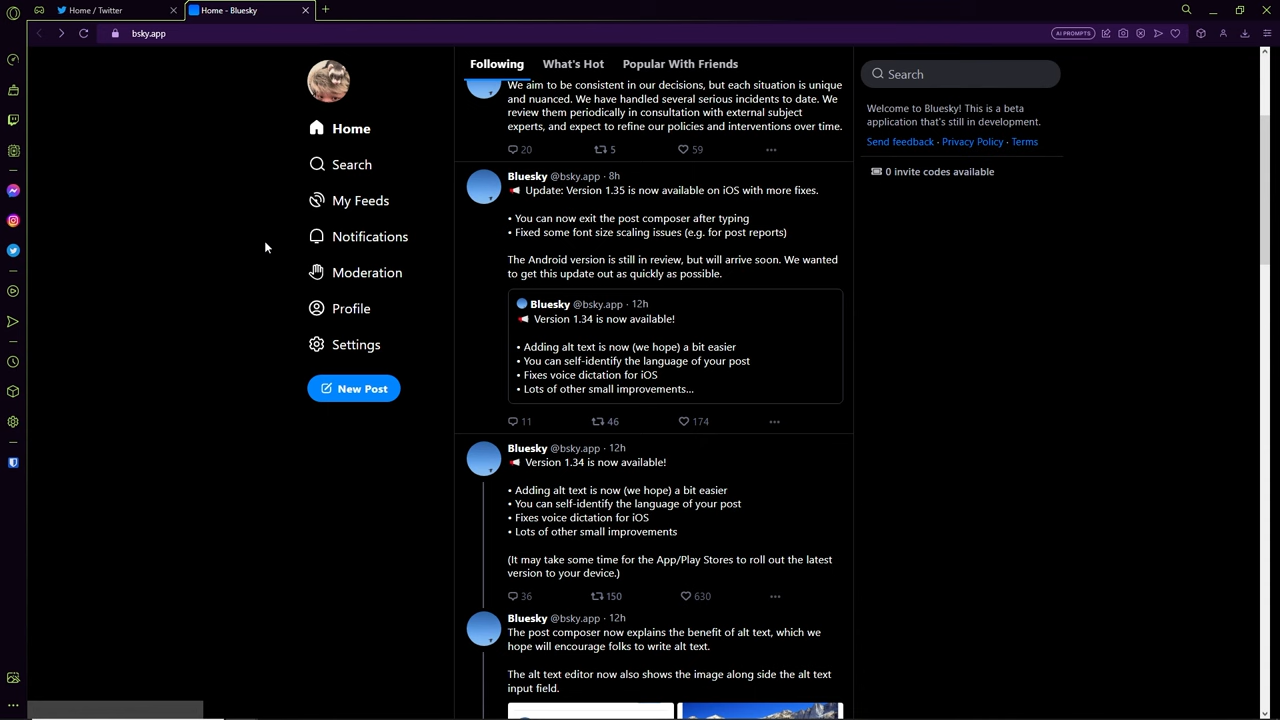 Home / Twitter
Home - Bluesky
bsky.app
AI PROMPTS
Home
Search
My Feeds
Notifications
Moderation
Profile
Settings
New Post
Following
What's Hot
Popular With Friends
We aim to be consistent in our decisions, but each situation is unique
and nuanced. We have handled several serious incidents to date. We
review them periodically in consultation with external subject
experts, and expect to refine our policies and interventions over time.
20 5 59
Bluesky @bsky.app · 8h
Update: Version 1.35 is now available on iOS with more fixes.
• You can now exit the post composer after typing
• Fixed some font size scaling issues (e.g. for post reports)
The Android version is still in review, but will arrive soon. We wanted
to get this update out as quickly as possible.
Bluesky @bsky.app · 12h
Version 1.34 is now available!
• Adding alt text is now (we hope) a bit easier
• You can self-identify the language of your post
• Fixes voice dictation for iOS
• Lots of other small improvements...
11 46 174
Bluesky @bsky.app · 12h
Version 1.34 is now available!
• Adding alt text is now (we hope) a bit easier
• You can self-identify the language of your post
• Fixes voice dictation for iOS
• Lots of other small improvements
(It may take some time for the App/Play Stores to roll out the latest
version to your device.)
36 150 630
Bluesky @bsky.app · 12h
The post composer now explains the benefit of alt text, which we
hope will encourage folks to write alt text.
The alt text editor now also shows the image along side the alt text
input field.
Search
Welcome to Bluesky! This is a beta
application that's still in development.
Send feedback · Privacy Policy · Terms
0 invite codes available